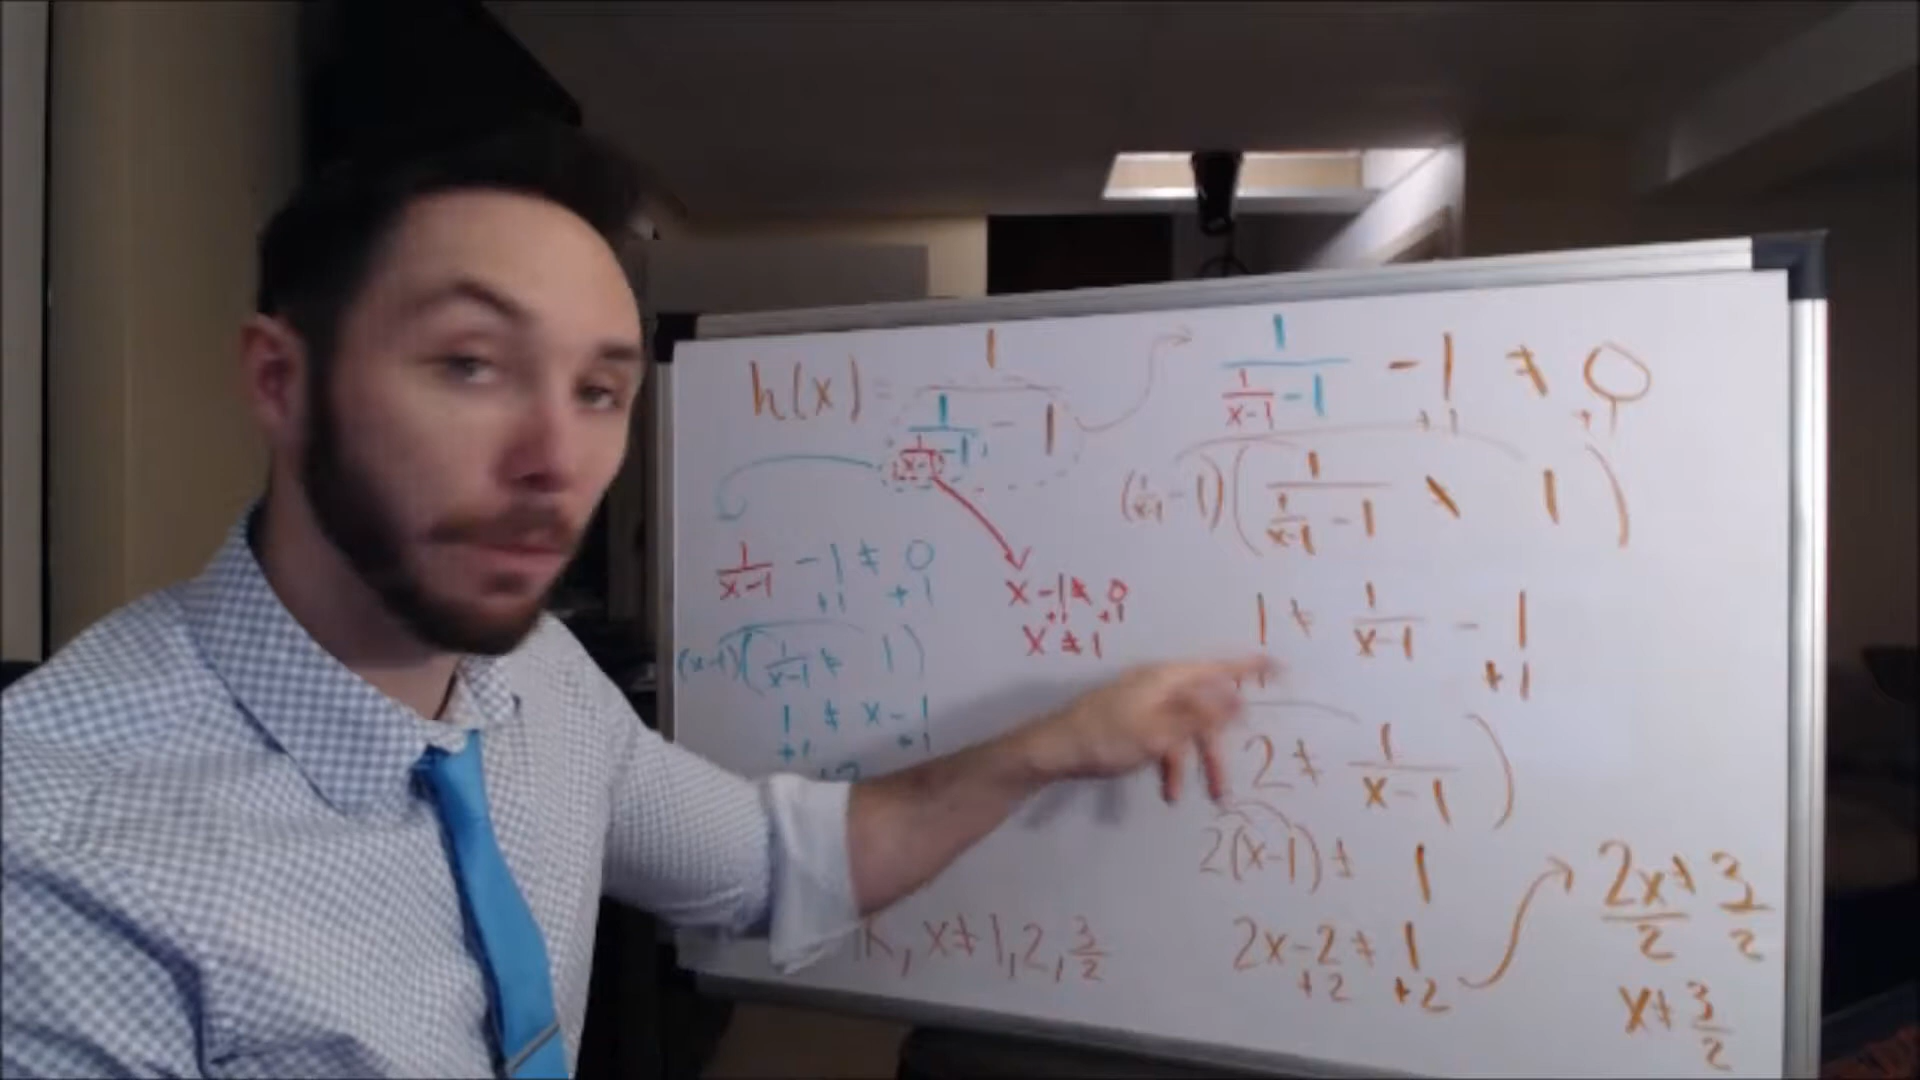 h(x) = 1/(1/(1/(x-1) -1) - 1)
1/(x-1) - 1 ≠ 0
+1 +1
(x-1)(1/(x-1) ≠ 1)
1 ≠ x - 1
+1 +1
x - 1 ≠ 0
+1 +1
x ≠ 1
1/(1/(x-1) -1) - 1 ≠ 0
+1 +1
(1/(x-1) - 1)(1/(1/(x-1) - 1) ≠ 1)
1 ≠ 1/(x-1) - 1
+1 +1
2 ≠ 1/(x-1) )
2(x-1) ≠ 1
2x-2 ≠ 1
+2 +2
2x/2 ≠ 3/2
x ≠ 3/2
R, x≠1, 2, 3/2